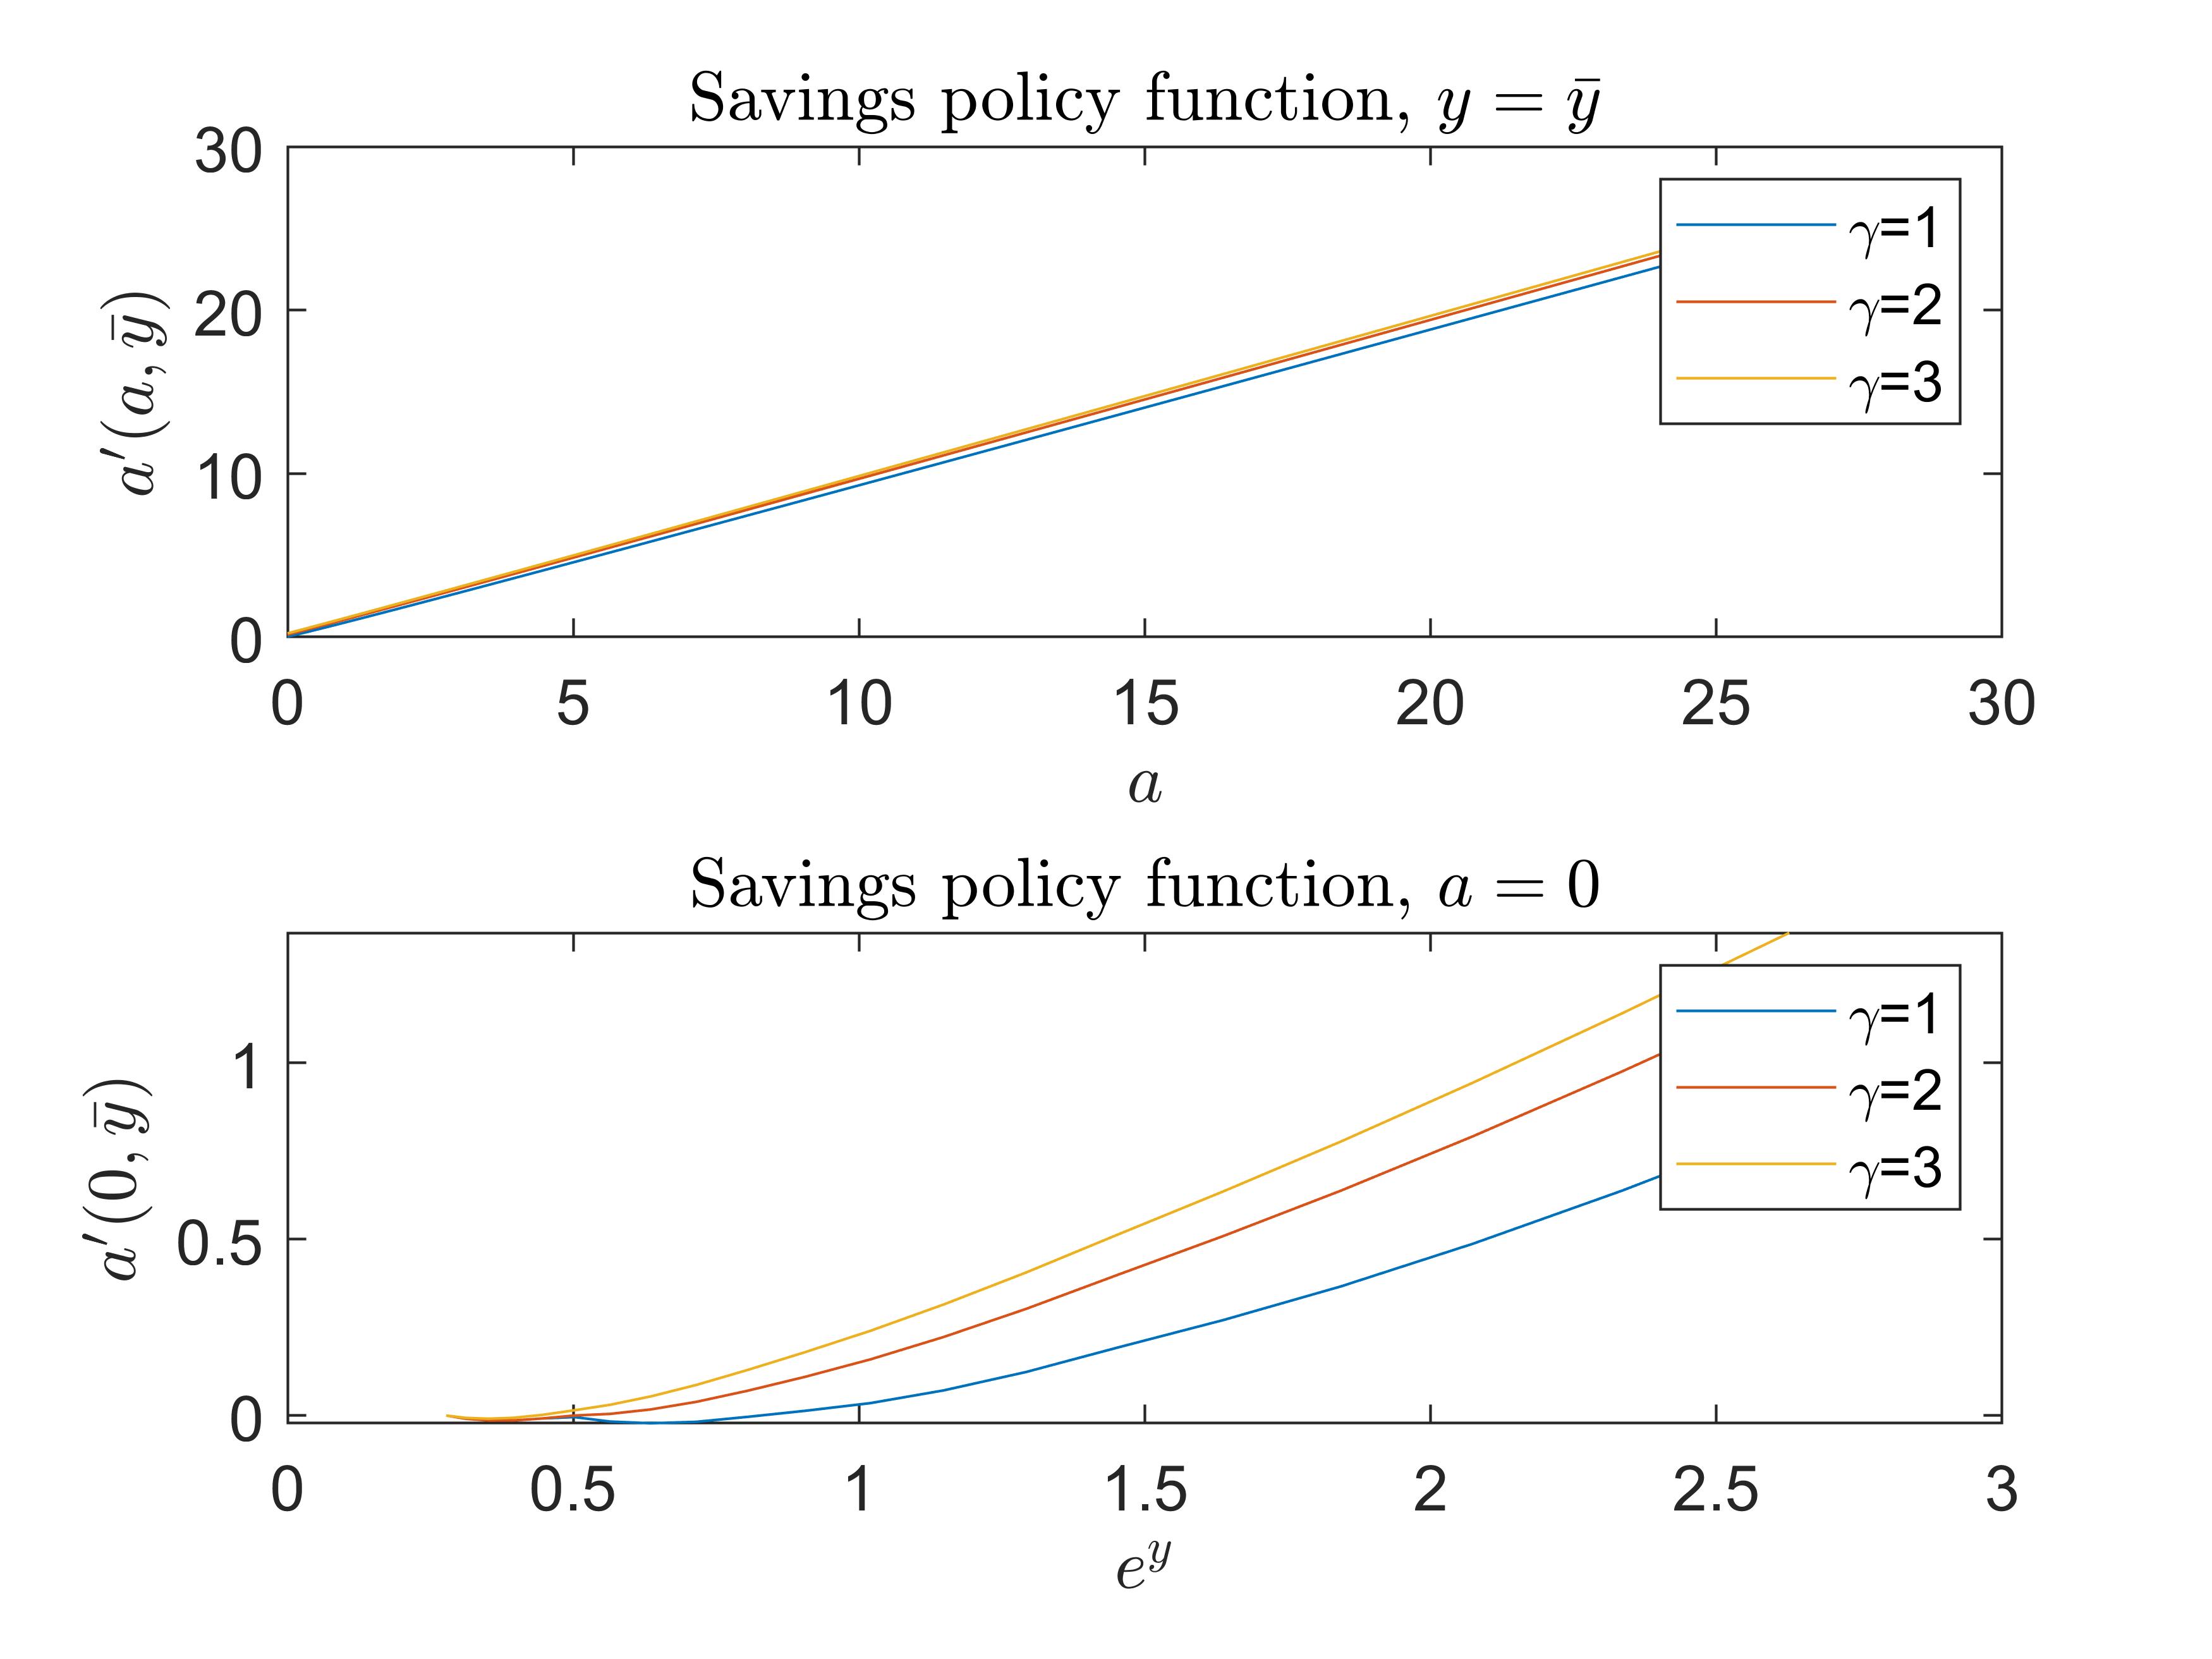 Savings policy function, y = ȳ
a′(a, ȳ)
30
20
10
0
0 5 10 15 20 25 30
a
γ=1
γ=2
γ=3
Savings policy function, a = 0
a′(0, ȳ)
1
0.5
0
0 0.5 1 1.5 2 2.5 3
e^y
γ=1
γ=2
γ=3